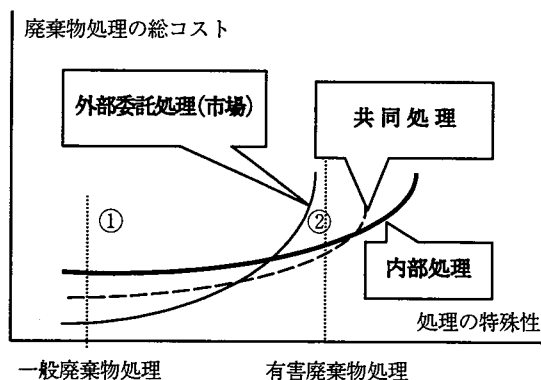 廃棄物処理の総コスト
外部委託処理(市場)
共同処理
①
②
内部処理
処理の特殊性
一般廃棄物処理
有害廃棄物処理